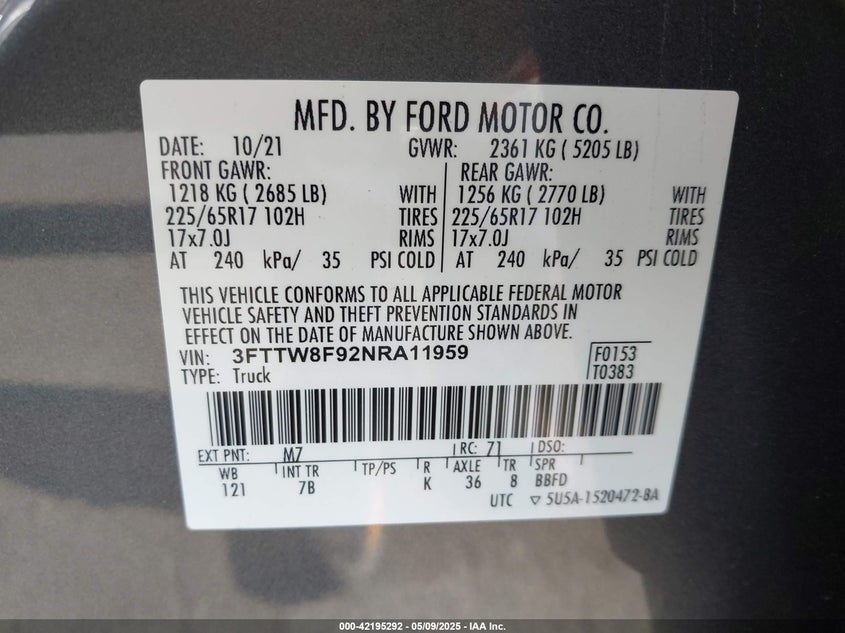 MFD. BY FORD MOTOR CO.
DATE: 10/21 GVWR: 2361 KG ( 5205 LB)
FRONT GAWR: REAR GAWR:
1218 KG ( 2685 LB) WITH 1256 KG ( 2770 LB) WITH
225/65R17 102H TIRES 225/65R17 102H TIRES
17x7.0J RIMS 17x7.0J RIMS
AT 240 kPa/ 35 PSI COLD AT 240 kPa/ 35 PSI COLD
THIS VEHICLE CONFORMS TO ALL APPLICABLE FEDERAL MOTOR
VEHICLE SAFETY AND THEFT PREVENTION STANDARDS IN
EFFECT ON THE DATE OF MANUFACTURE SHOWN ABOVE.
VIN: 3FTTW8F92NRA11959 F0153
TYPE: Truck T0383
EXT PNT: M7 RC: 71 DSO:
WB INT TR TP/PS R AXLE TR SPR
121 7B K 36 8 BBFD
UTC ▽ 5U5A-1520472-BA
000-42195292 - 05/09/2025 - IAA Inc.